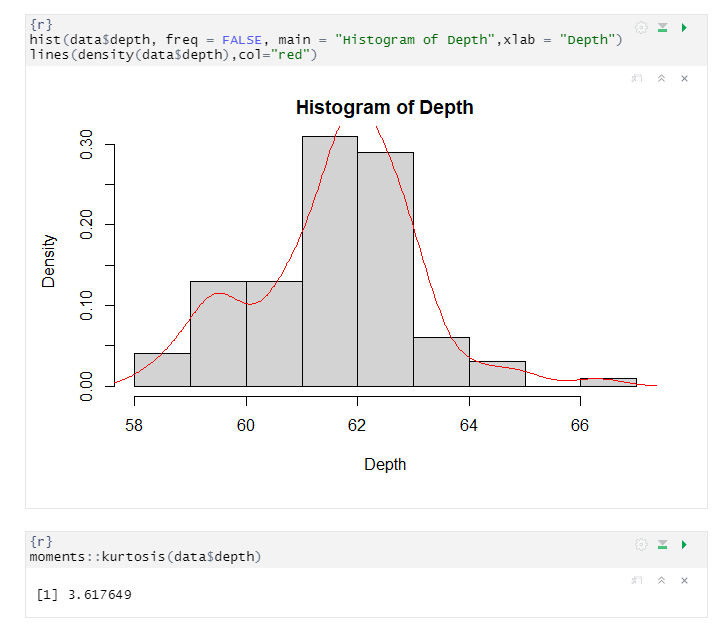 {r}
hist(data$depth, freq = FALSE, main = "Histogram of Depth",xlab = "Depth")
lines(density(data$depth),col="red")
Histogram of Depth
Density
0.30
0.20
0.10
0.00
58 60 62 64 66
Depth
{r}
moments::kurtosis(data$depth)
[1] 3.617649